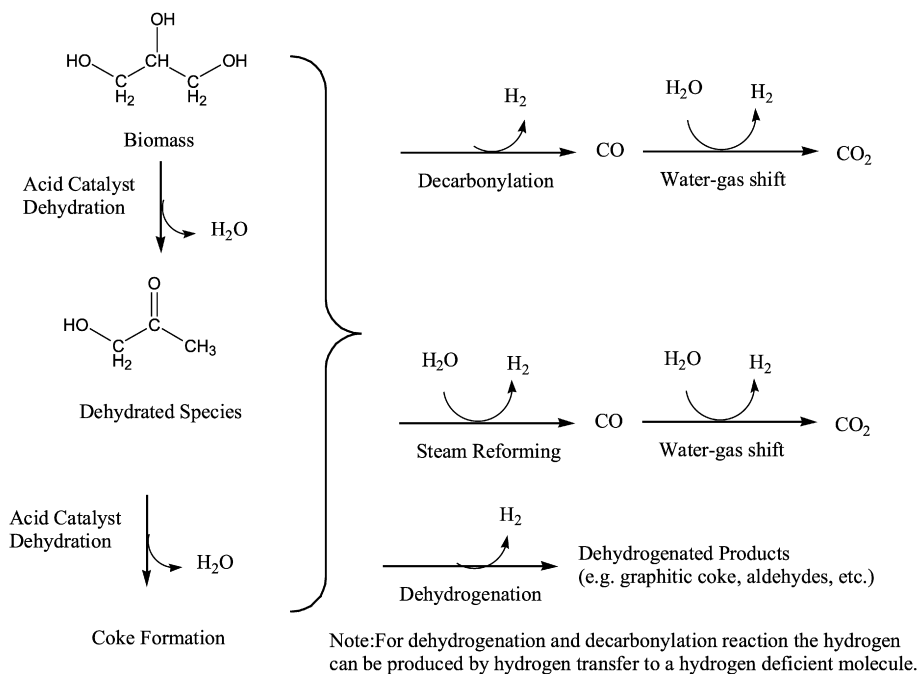 OH
HO
CH
OH
C
H2
C
H2
Biomass
Acid Catalyst
Dehydration
H2O
O
HO
C
C
H2
CH3
Dehydrated Species
Acid Catalyst
Dehydration
H2O
Coke Formation
H2
Decarbonylation
CO
H2O
H2
Water-gas shift
CO2
H2O
H2
Steam Reforming
CO
H2O
H2
Water-gas shift
CO2
H2
Dehydrogenation
Dehydrogenated Products
(e.g. graphitic coke, aldehydes, etc.)
Note:For dehydrogenation and decarbonylation reaction the hydrogen
can be produced by hydrogen transfer to a hydrogen deficient molecule.